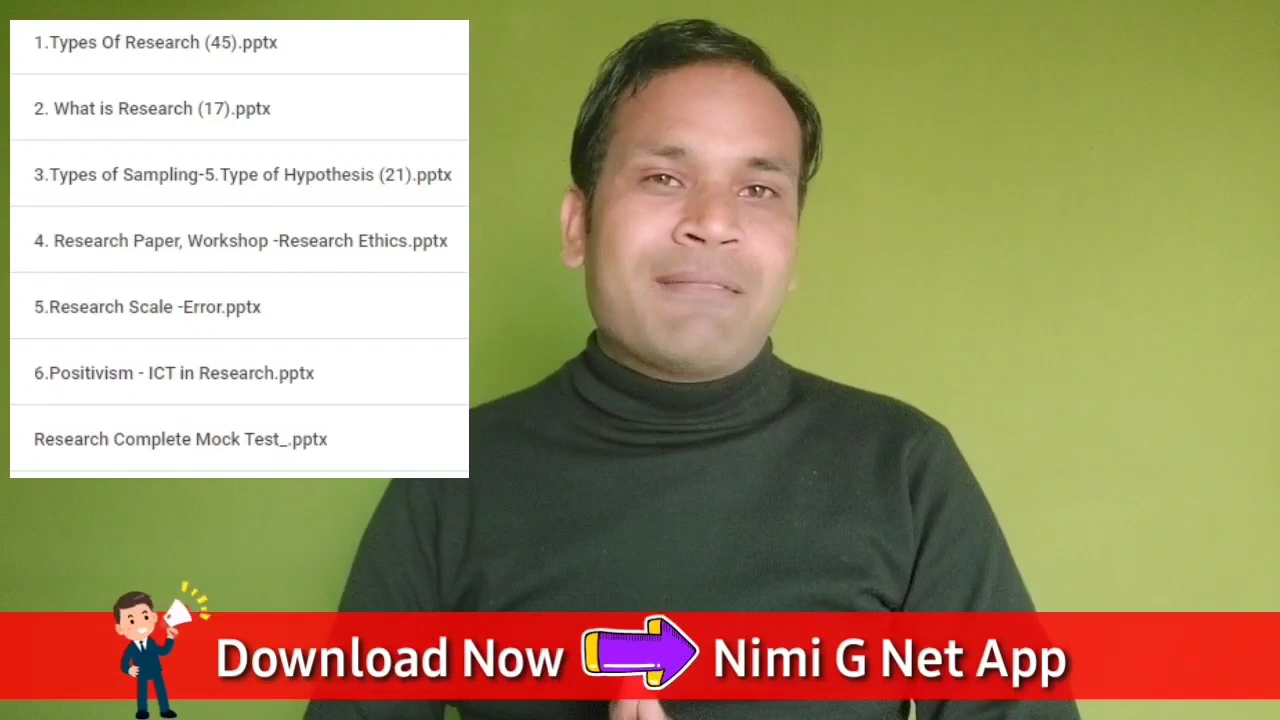 1.Types Of Research (45).pptx
2. What is Research (17).pptx
3.Types of Sampling-5.Type of Hypothesis (21).pptx
4. Research Paper, Workshop -Research Ethics.pptx
5.Research Scale -Error.pptx
6.Positivism - ICT in Research.pptx
Research Complete Mock Test_.pptx
Download Now Nimi G Net App